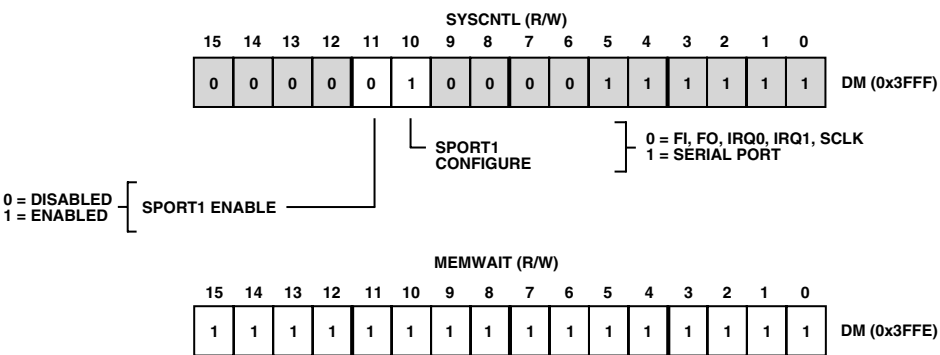 SYSCNTL (R/W)
15 14 13 12 11 10 9 8 7 6 5 4 3 2 1 0
0 0 0 0 0 1 0 0 0 0 1 1 1 1 1 1 DM (0x3FFF)
SPORT1
CONFIGURE
0 = FI, FO, IRQ0, IRQ1, SCLK
1 = SERIAL PORT
0 = DISABLED
1 = ENABLED
SPORT1 ENABLE
MEMWAIT (R/W)
15 14 13 12 11 10 9 8 7 6 5 4 3 2 1 0
1 1 1 1 1 1 1 1 1 1 1 1 1 1 1 1 DM (0x3FFE)